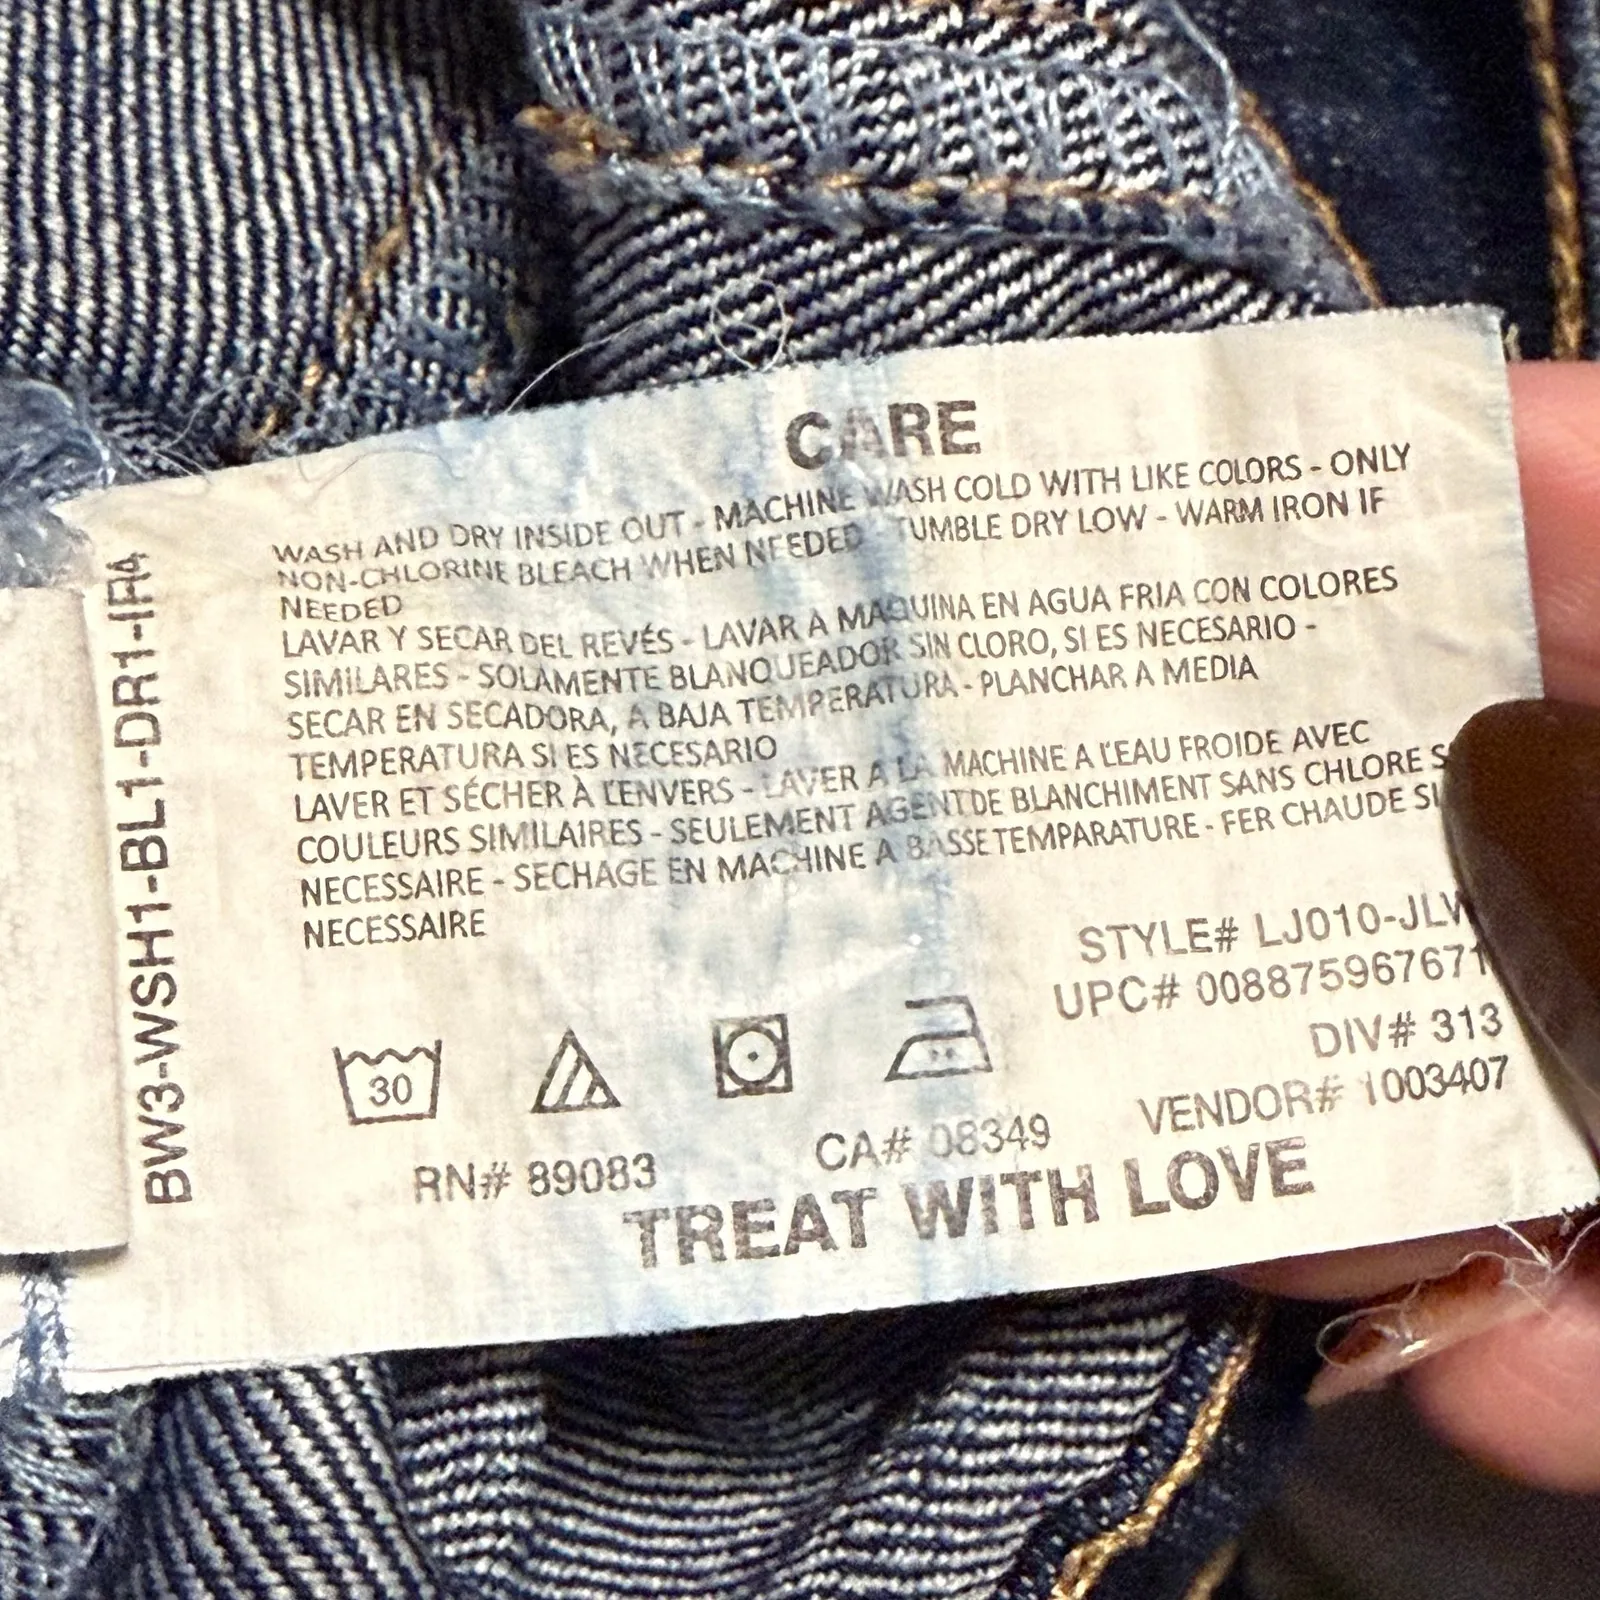 CARE
WASH AND DRY INSIDE OUT - MACHINE WASH COLD WITH LIKE COLORS - ONLY
NON-CHLORINE BLEACH WHEN NEEDED - TUMBLE DRY LOW - WARM IRON IF
NEEDED
LAVAR Y SECAR DEL REVÉS - LAVAR A MAQUINA EN AGUA FRIA CON COLORES
SIMILARES - SOLAMENTE BLANQUEADOR SIN CLORO, SI ES NECESARIO -
SECAR EN SECADORA, A BAJA TEMPERATURA - PLANCHAR A MEDIA
TEMPERATURA SI ES NECESARIO
LAVER ET SÉCHER À L'ENVERS - LAVER A LA MACHINE A L'EAU FROIDE AVEC
COULEURS SIMILAIRES - SEULEMENT AGENT DE BLANCHIMENT SANS CHLORE
NECESSAIRE - SECHAGE EN MACHINE A BASSE TEMPARATURE - FER CHAUDE SI
NECESSAIRE
STYLE# LJ010-JLW
UPC# 008875967671
DIV# 313
VENDOR# 1003407
30
RN# 89083
CA# 08349
TREAT WITH LOVE
BW3-WSH1-BL1-DR1-IR4